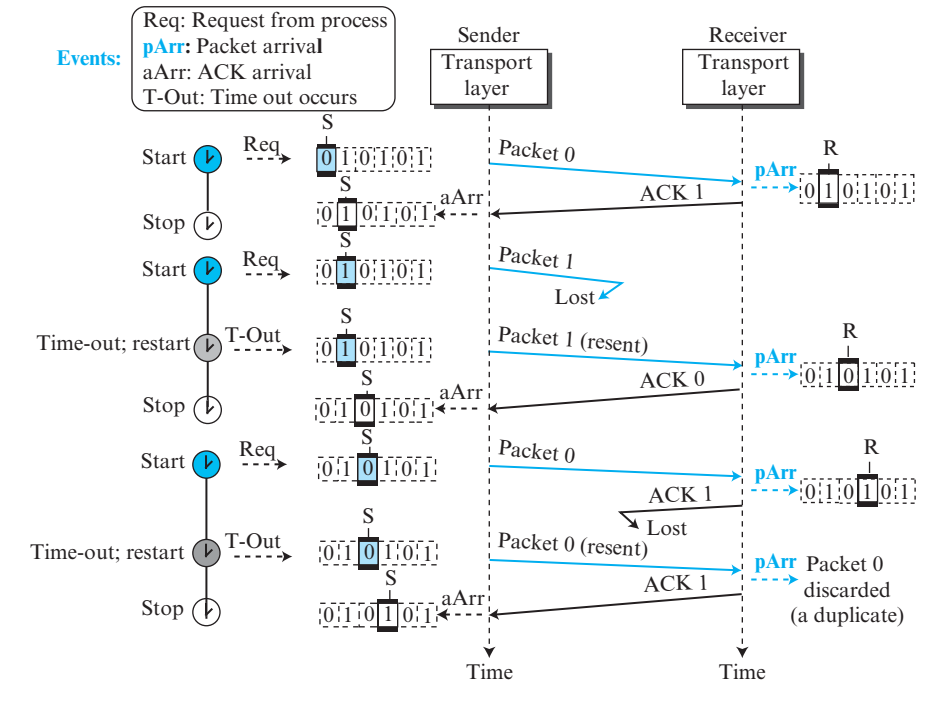 Req: Request from process
Events:
pArr: Packet arrival
aArr: ACK arrival
T-Out: Time out occurs
Sender
Transport
layer
Receiver
Transport
layer
Start
Req
S
0 1 0 1 0 1
Packet 0
pArr
R
0 1 0 1 0 1
Stop
S
0 1 0 1 0 1
aArr
ACK 1
Start
Req
S
0 1 0 1 0 1
Packet 1
Lost
Time-out; restart
T-Out
S
0 1 0 1 0 1
Packet 1 (resent)
pArr
R
0 1 0 1 0 1
Stop
S
0 1 0 1 0 1
aArr
ACK 0
Start
Req
S
0 1 0 1 0 1
Packet 0
pArr
R
0 1 0 1 0 1
ACK 1
Lost
Time-out; restart
T-Out
S
0 1 0 1 0 1
Packet 0 (resent)
pArr
Packet 0
discarded
(a duplicate)
Stop
S
0 1 0 1 0 1
aArr
ACK 1
Time
Time